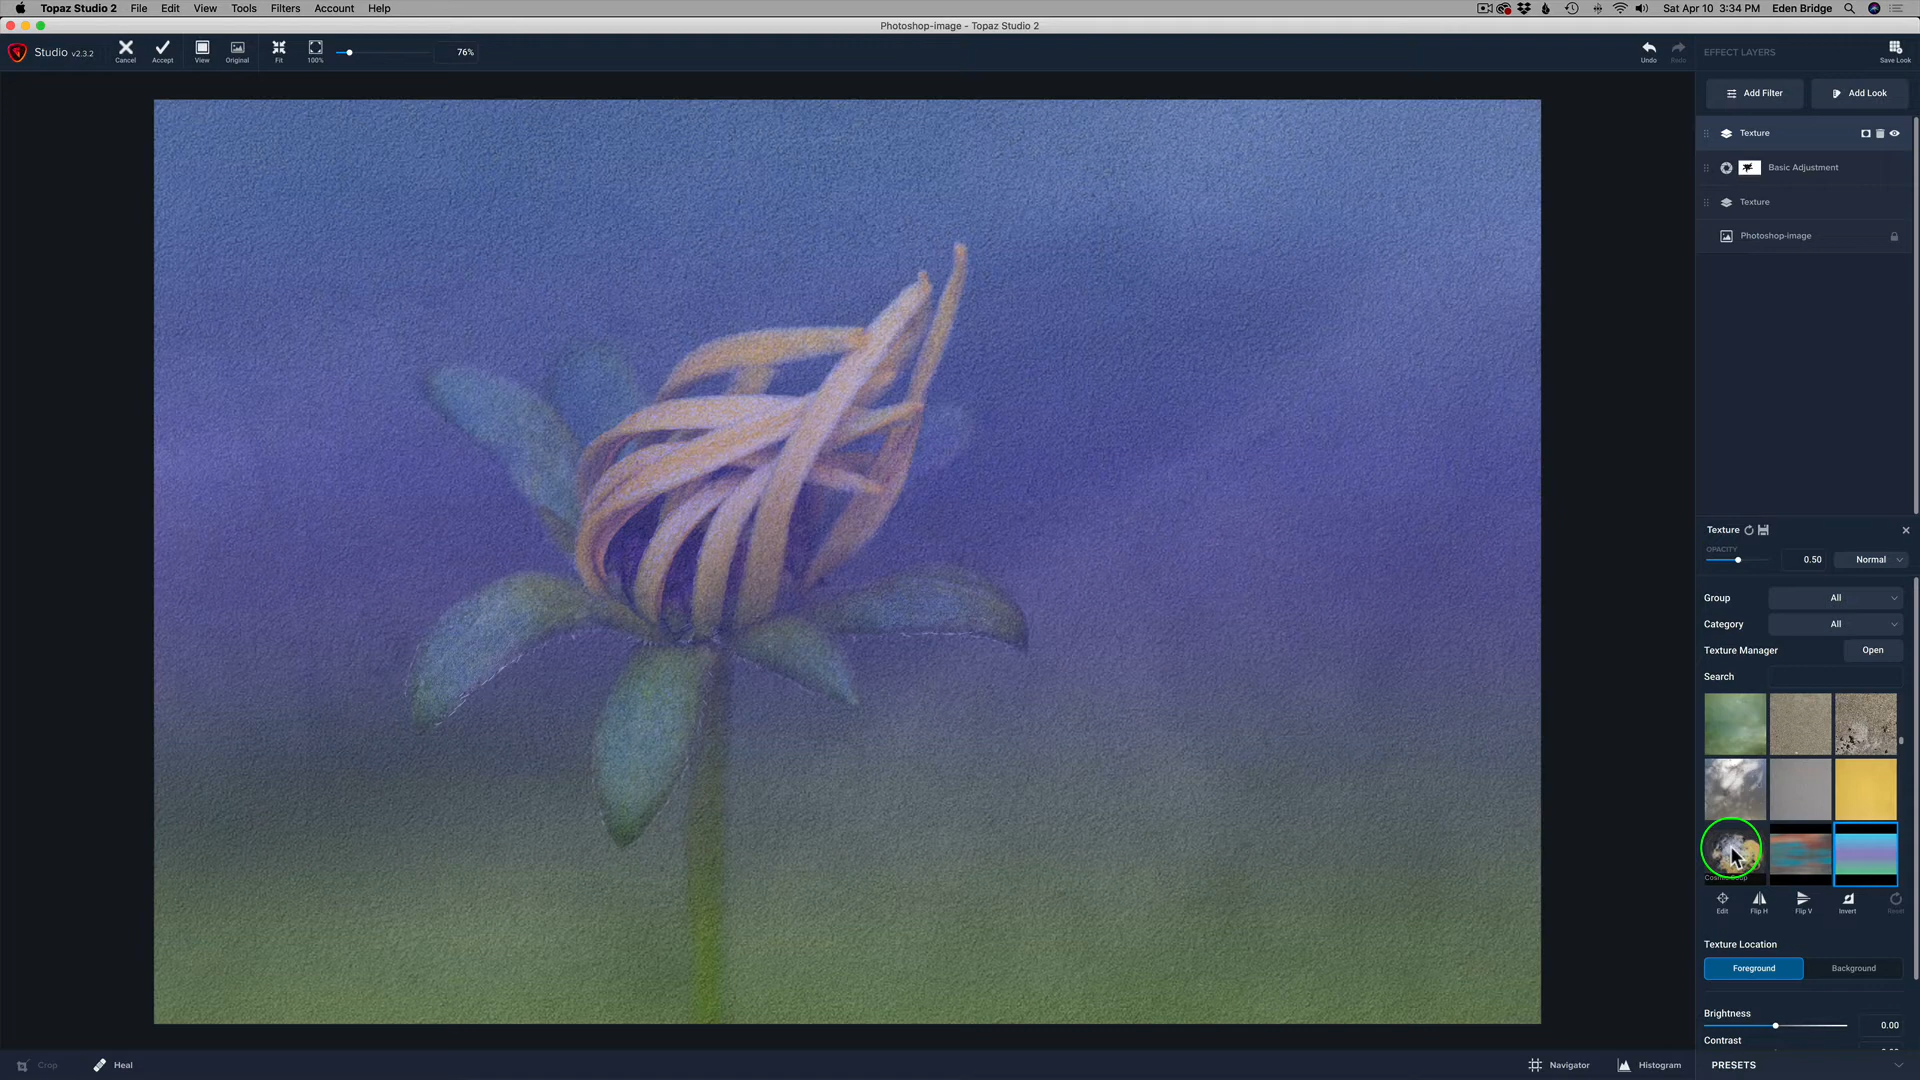 Topaz Studio 2 File Edit View Tools Filters Account Help Sat Apr 10 3:34 PM Eden Bridge
Photoshop-image - Topaz Studio 2
Studio v2.3.2 Cancel Accept View Original Fit 100% 76% Undo Redo EFFECT LAYERS Save Look
Add Filter Add Look
Texture
Basic Adjustment
Texture
Photoshop-image
Texture
OPACITY
0.50 Normal
Group All
Category All
Texture Manager Open
Search
Edit Flip H Flip V Invert Reset
Texture Location
Foreground Background
Brightness
0.00
Contrast
Crop Heal Navigator Histogram PRESETS